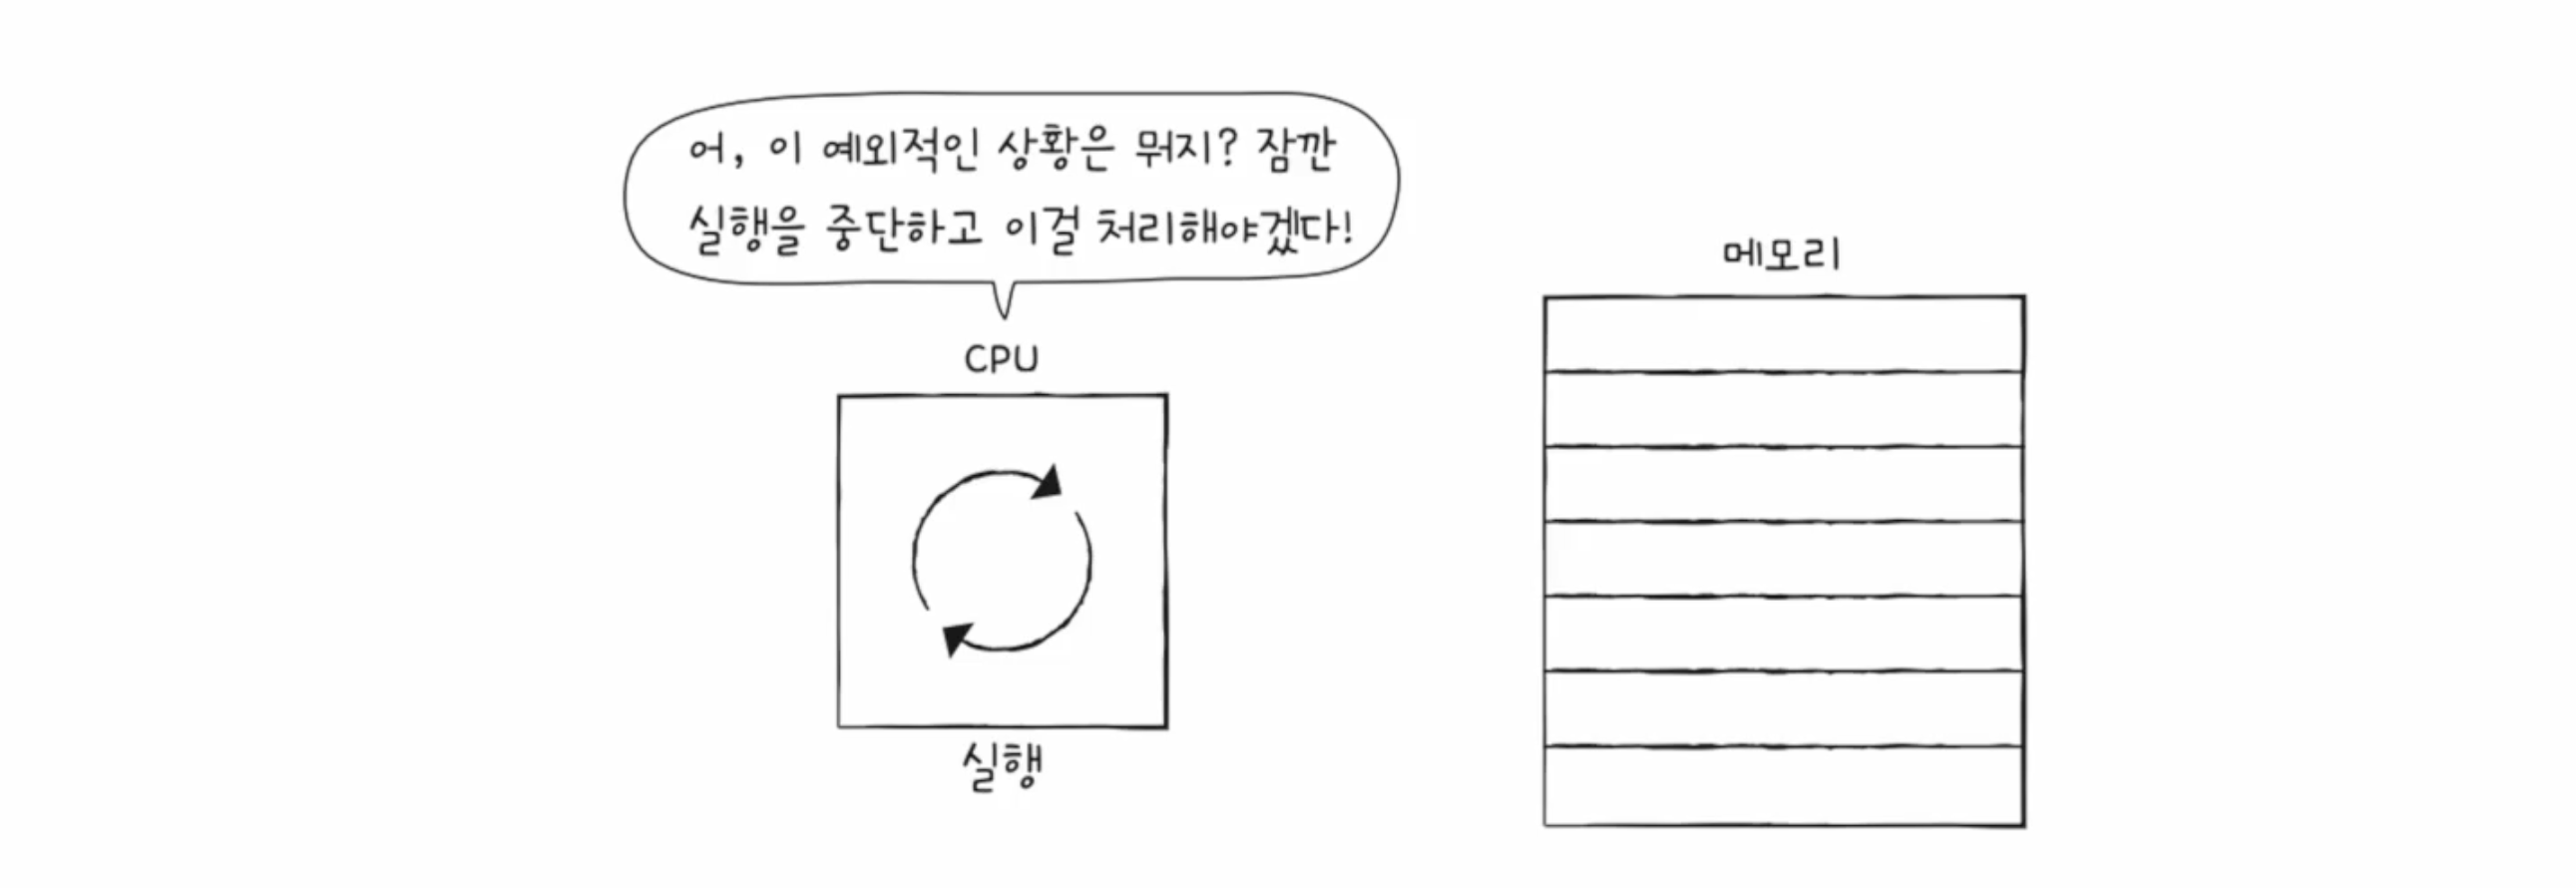 어, 이 예외적인 상황은 뭐지? 잠깐
실행을 중단하고 이걸 처리해야겠다!
메모리
CPU
실행